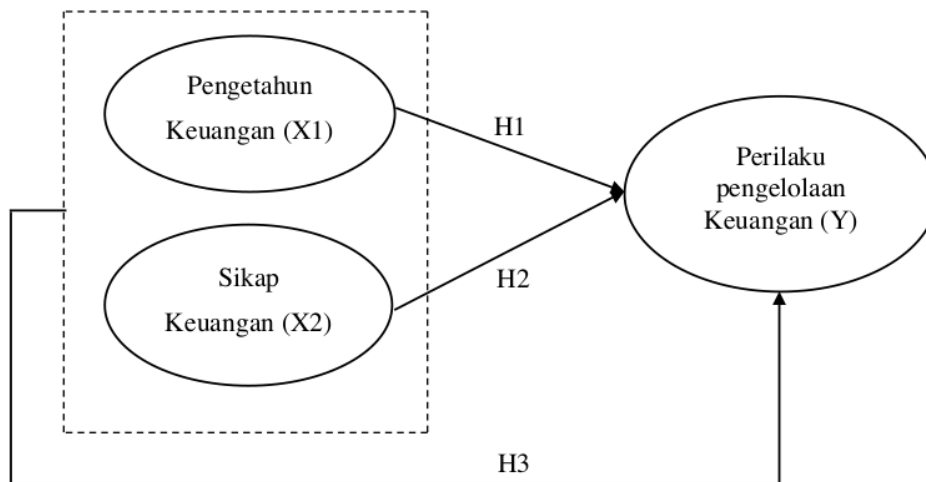 Pengetahun
Keuangan (X1)
H1
Perilaku
pengelolaan
Keuangan (Y)
Sikap
Keuangan (X2)
H2
H3